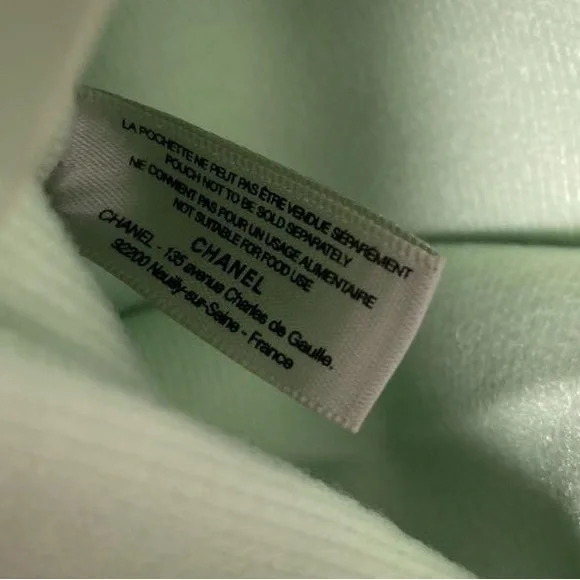 LA POCHETTE NE PEUT PAS ÊTRE VENDUE SÉPARÉMENT
POUCH NOT TO BE SOLD SEPARATELY
NE CONVIENT PAS POUR UN USAGE ALIMENTAIRE
NOT SUITABLE FOR FOOD USE
CHANEL
CHANEL - 135 avenue Charles de Gaulle,
92200 Neuilly-sur-Seine - France